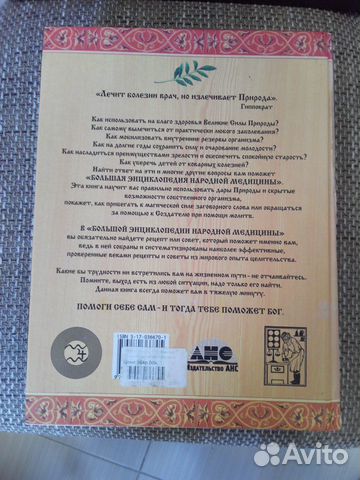 «Лечит болезни врач, но излечивает Природа».
Гиппократ
Как использовать на благо здоровья Великие Силы Природы?
Как самому вылечиться от практически любого заболевания?
Как мобилизовать внутренние резервы организма?
Как на долгие годы сохранить силу и очарование молодости?
Как насладиться преимуществами зрелости и обеспечить спокойную старость?
Как уберечь детей от коварных болезней?
Найти ответ на эти и многие другие вопросы вам поможет
«БОЛЬШАЯ ЭНЦИКЛОПЕДИЯ НАРОДНОЙ МЕДИЦИНЫ»
Эта книга научит вас правильно использовать дары Природы и скрытые
возможности собственного организма,
покажет, как прибегать к магической силе заговорного слова или обращаться
за помощью к Создателю при помощи молитв.
В «БОЛЬШОЙ ЭНЦИКЛОПЕДИИ НАРОДНОЙ МЕДИЦИНЫ»
вы обязательно найдете рецепт или совет, который поможет именно вам,
ведь в ней собраны и систематизированы наиболее эффективные,
проверенные веками рецепты и советы из мирового опыта целительства.
Какие бы трудности ни встретились вам на жизненном пути - не отчаивайтесь.
Помните, выход есть из любой ситуации, надо только его найти.
Данная книга всегда поможет вам в тяжелую минуту.
ПОМОГИ СЕБЕ САМ - И ТОГДА ТЕБЕ ПОМОЖЕТ БОГ.
ISBN 5-17-036670-1
АНС
Издательство АНС
Avito